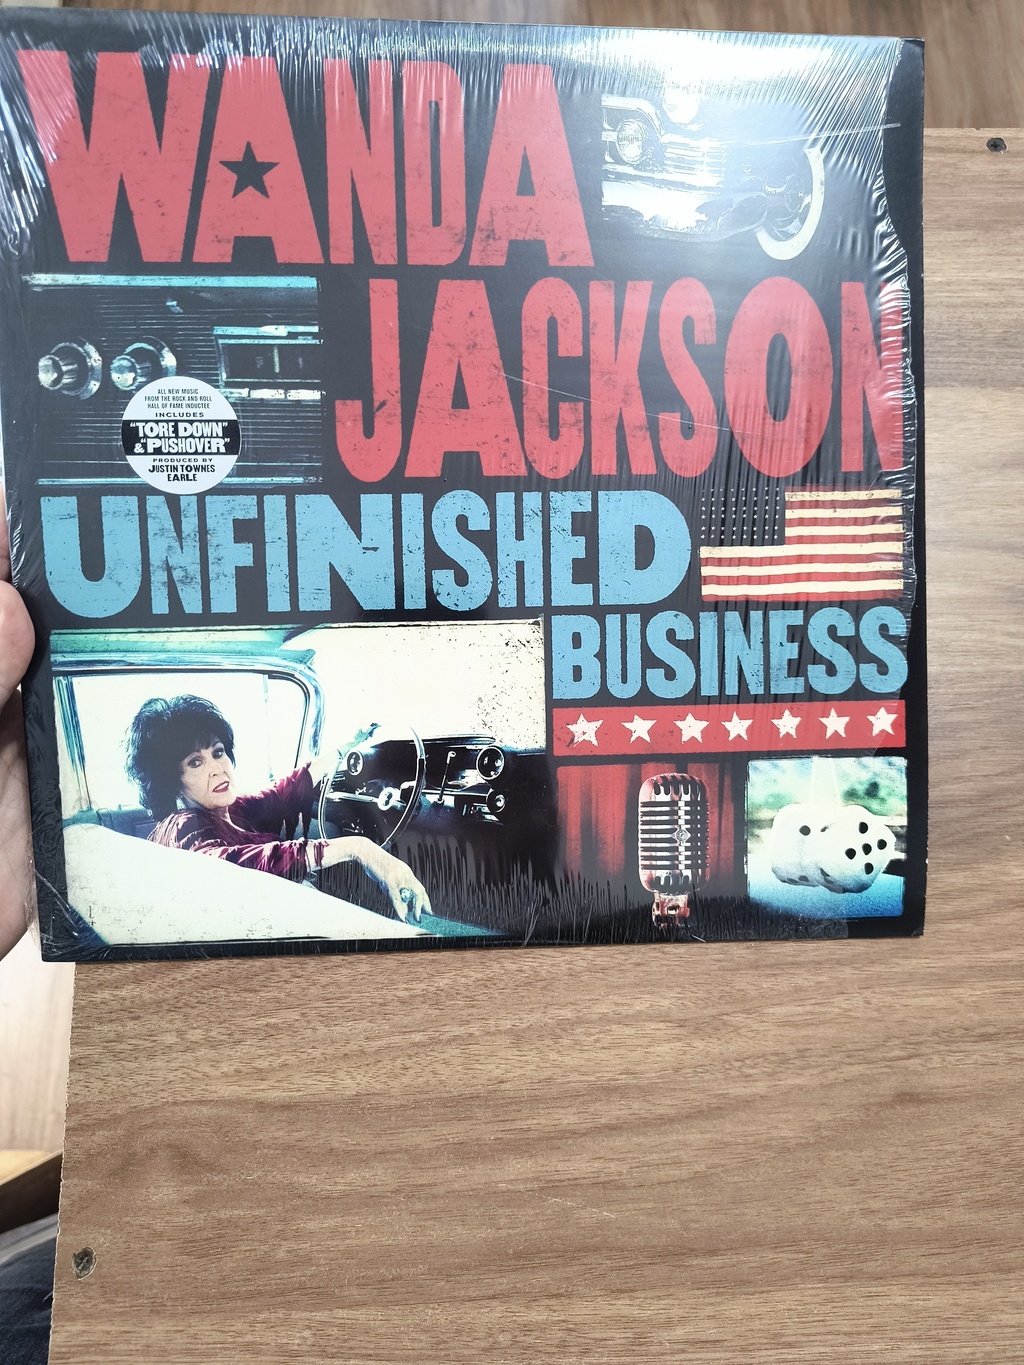 WANDA
JACKSON
ALL NEW MUSIC
FROM THE ROCK AND ROLL
HALL OF FAME INDUCTEE
INCLUDES
"TORE DOWN"
& "PUSHOVER"
PRODUCED BY
JUSTIN TOWNES
EARLE
UNFINISHED
BUSINESS